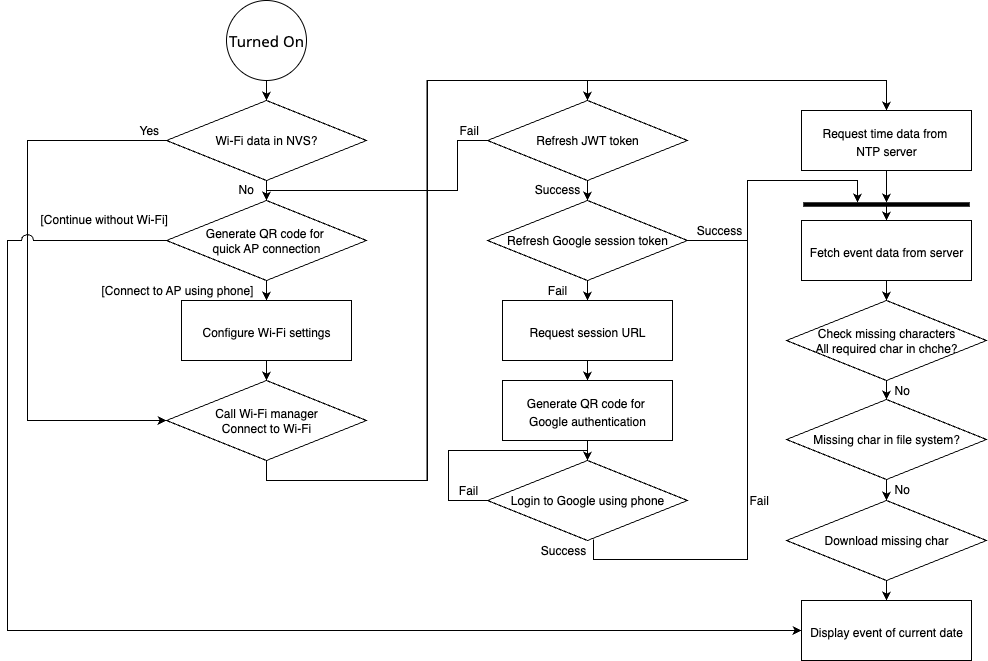 Turned On
Wi-Fi data in NVS?
Yes
No
[Continue without Wi-Fi]
Generate QR code for
quick AP connection
[Connect to AP using phone]
Configure Wi-Fi settings
Call Wi-Fi manager
Connect to Wi-Fi
Refresh JWT token
Fail
Success
Refresh Google session token
Success
Fail
Request session URL
Generate QR code for
Google authentication
Fail
Login to Google using phone
Success
Fail
Request time data from
NTP server
Fetch event data from server
Check missing characters
All required char in chche?
No
Missing char in file system?
No
Download missing char
Display event of current date